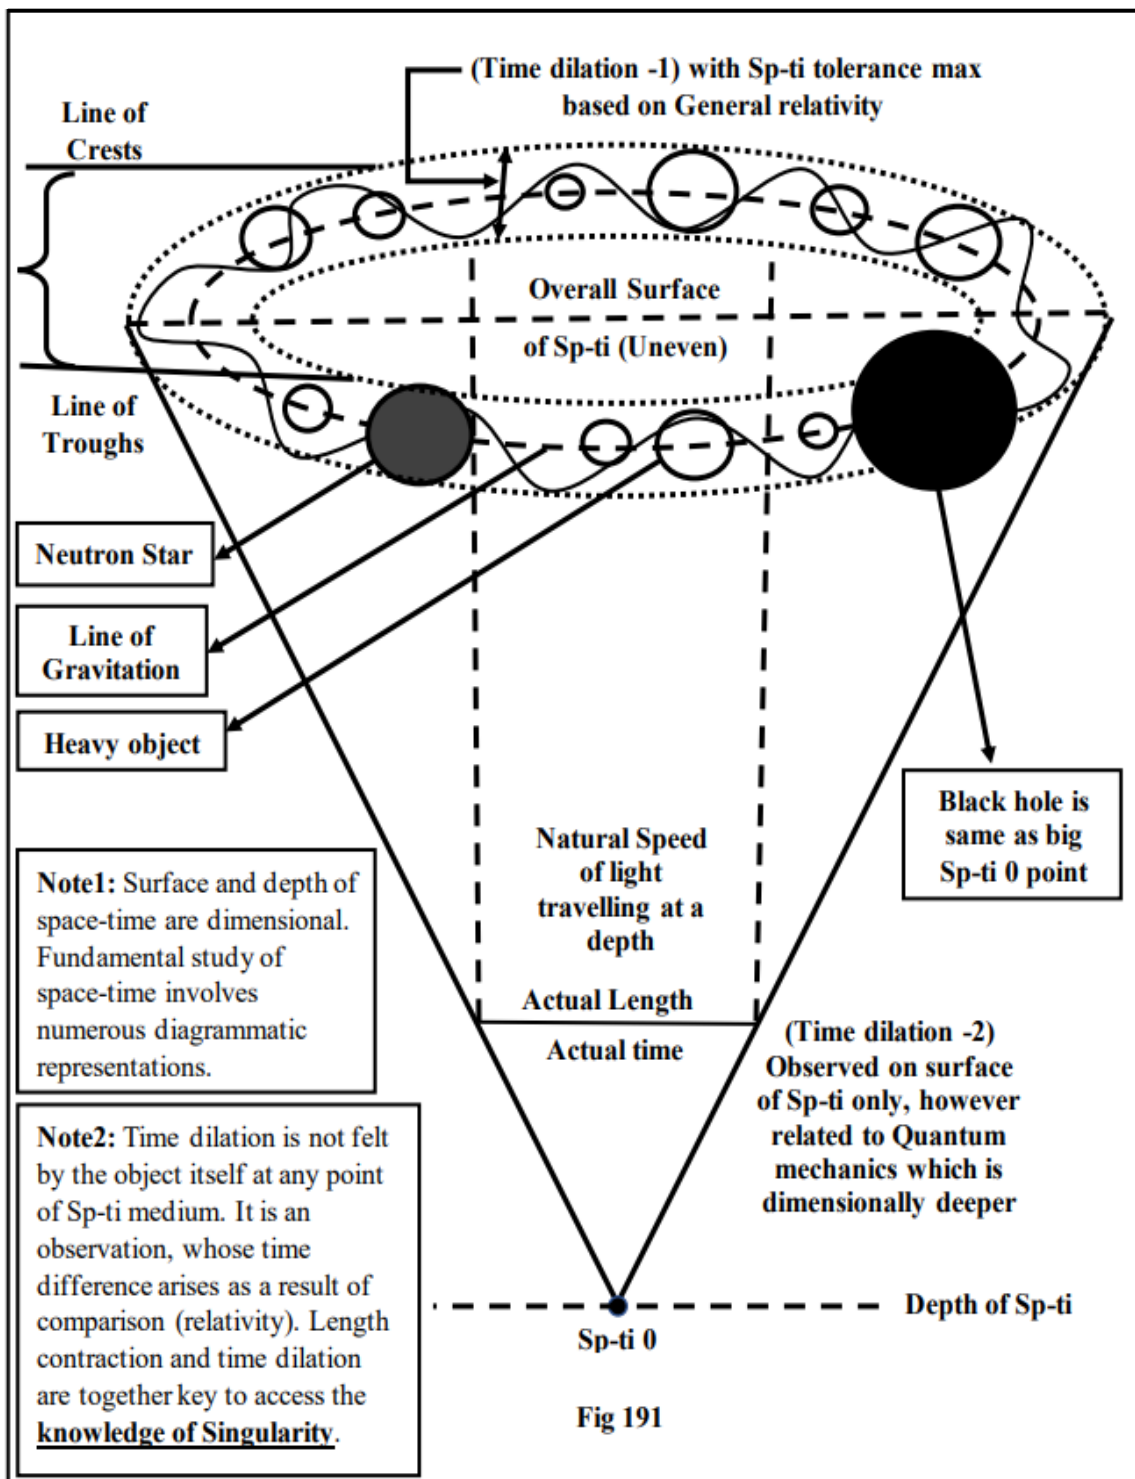 (Time dilation -1) with Sp-ti tolerance max
based on General relativity
Line of
Crests
Overall Surface
of Sp-ti (Uneven)
Line of
Troughs
Neutron Star
Line of
Gravitation
Heavy object
Black hole is
same as big
Sp-ti 0 point
Natural Speed
of light
travelling at a
depth
Actual Length
Actual time
Note1: Surface and depth of
space-time are dimensional.
Fundamental study of
space-time involves
numerous diagrammatic
representations.
(Time dilation -2)
Observed on surface
of Sp-ti only, however
related to Quantum
mechanics which is
dimensionally deeper
Note2: Time dilation is not felt
by the object itself at any point
of Sp-ti medium. It is an
observation, whose time
difference arises as a result of
comparison (relativity). Length
contraction and time dilation
are together key to access the
knowledge of Singularity.
Depth of Sp-ti
Sp-ti 0
Fig 191